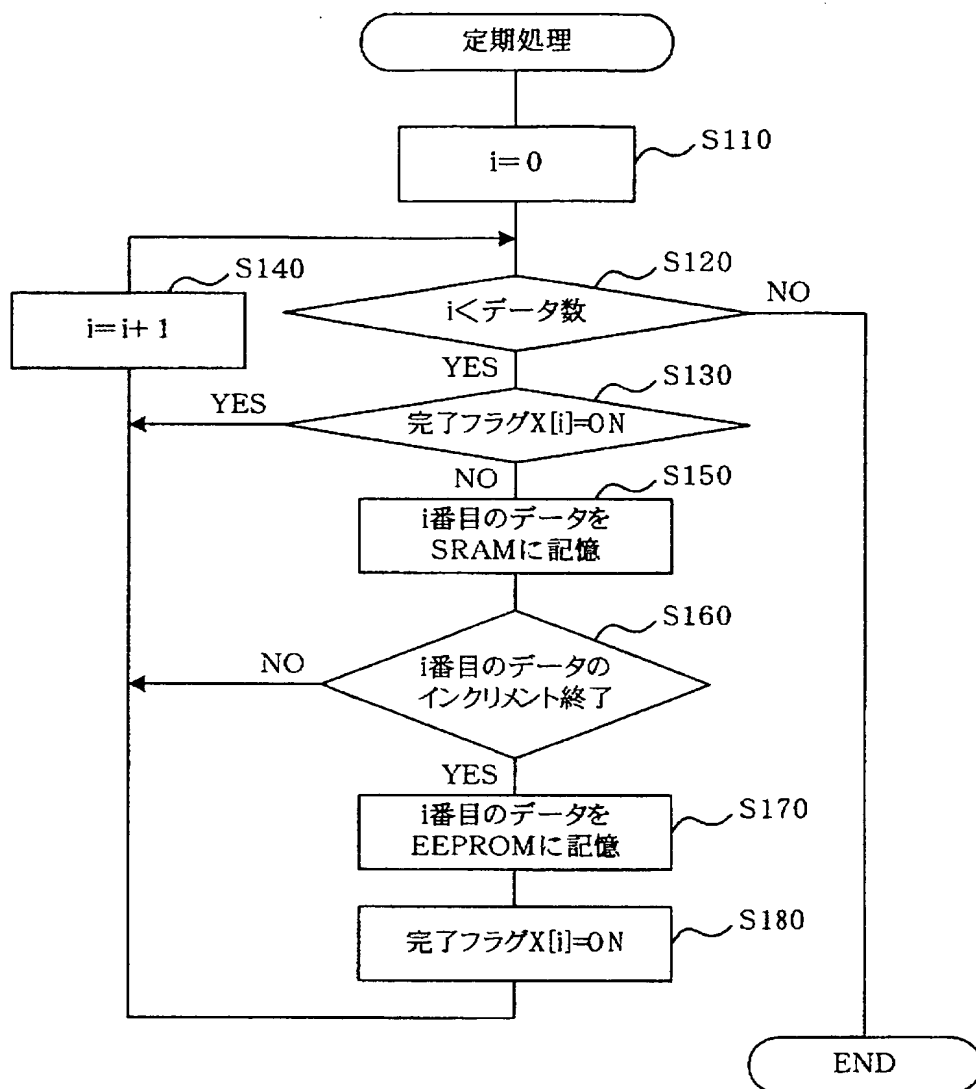 定期処理
i=0
S110
S140
i=i+1
S120
i<データ数
NO
YES
S130
YES
完了フラグX[i]=ON
NO
S150
i番目のデータを
SRAMに記憶
S160
NO
i番目のデータの
インクリメント終了
YES
i番目のデータを
EEPROMに記憶
S170
完了フラグX[i]=ON
S180
END